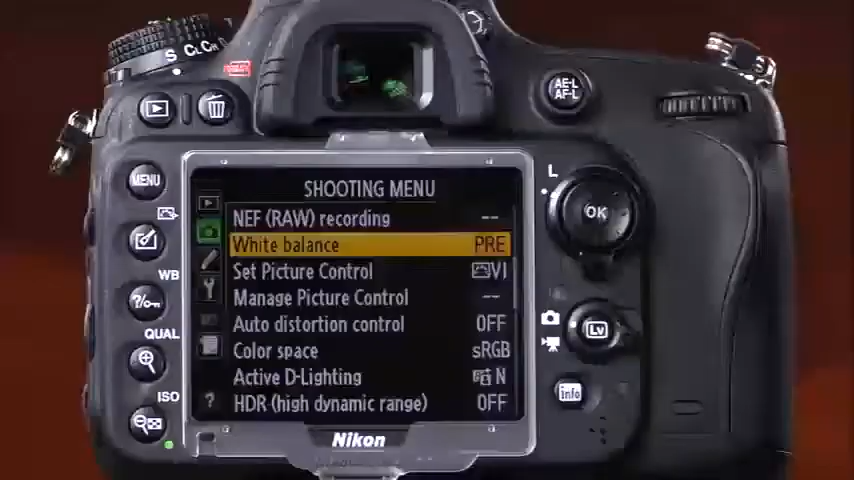 S CL CH
AE-L
AF-L
MENU
L
OK
SHOOTING MENU
NEF (RAW) recording --
White balance PRE
Set Picture Control VI
Manage Picture Control --
Auto distortion control OFF
Color space sRGB
Active D-Lighting N
HDR (high dynamic range) OFF
?
WB
?/
QUAL
ISO
Lv
info
Nikon